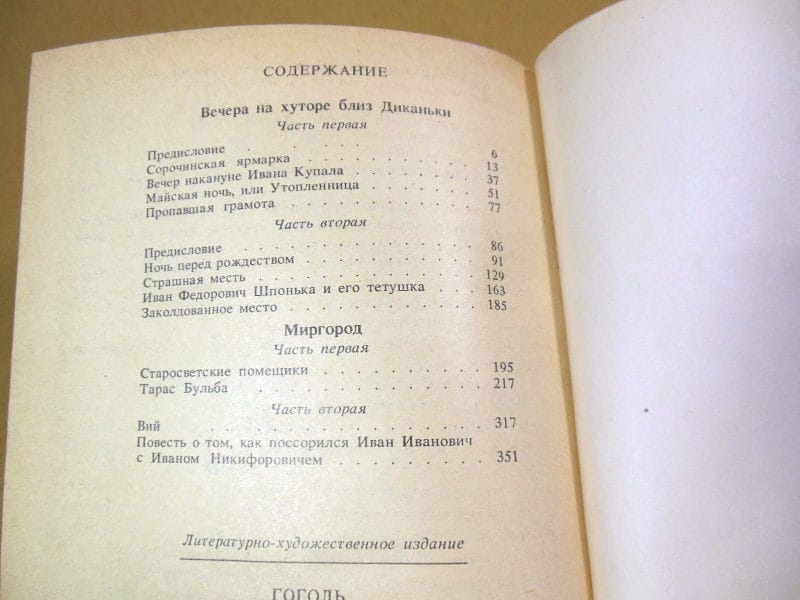 СОДЕРЖАНИЕ
Вечера на хуторе близ Диканьки
Часть первая
Предисловие . . . . 6
Сорочинская ярмарка . . . . . . . . . . 13
Вечер накануне Ивана Купала . . . . . . . 37
Майская ночь, или Утопленница . . . . . . 51
Пропавшая грамота . . . . . . . . . . 77
Часть вторая
Предисловие . . . . . . . . . . . . 86
Ночь перед рождеством . . . . . . . . . 91
Страшная месть . . . . . . . . . . . 129
Иван Федорович Шпонька и его тетушка . . . 163
Заколдованное место . . . . . . . . . 185
Миргород
Часть первая
Старосветские помещики . . . . . . . . 195
Тарас Бульба . . . . . . . . . . . . 217
Часть вторая
Вий . . . . . . . . . . . . . . 317
Повесть о том, как поссорился Иван Иванович
с Иваном Никифоровичем . . . . . . . . 351
Литературно-художественное издание
ГОГОЛЬ